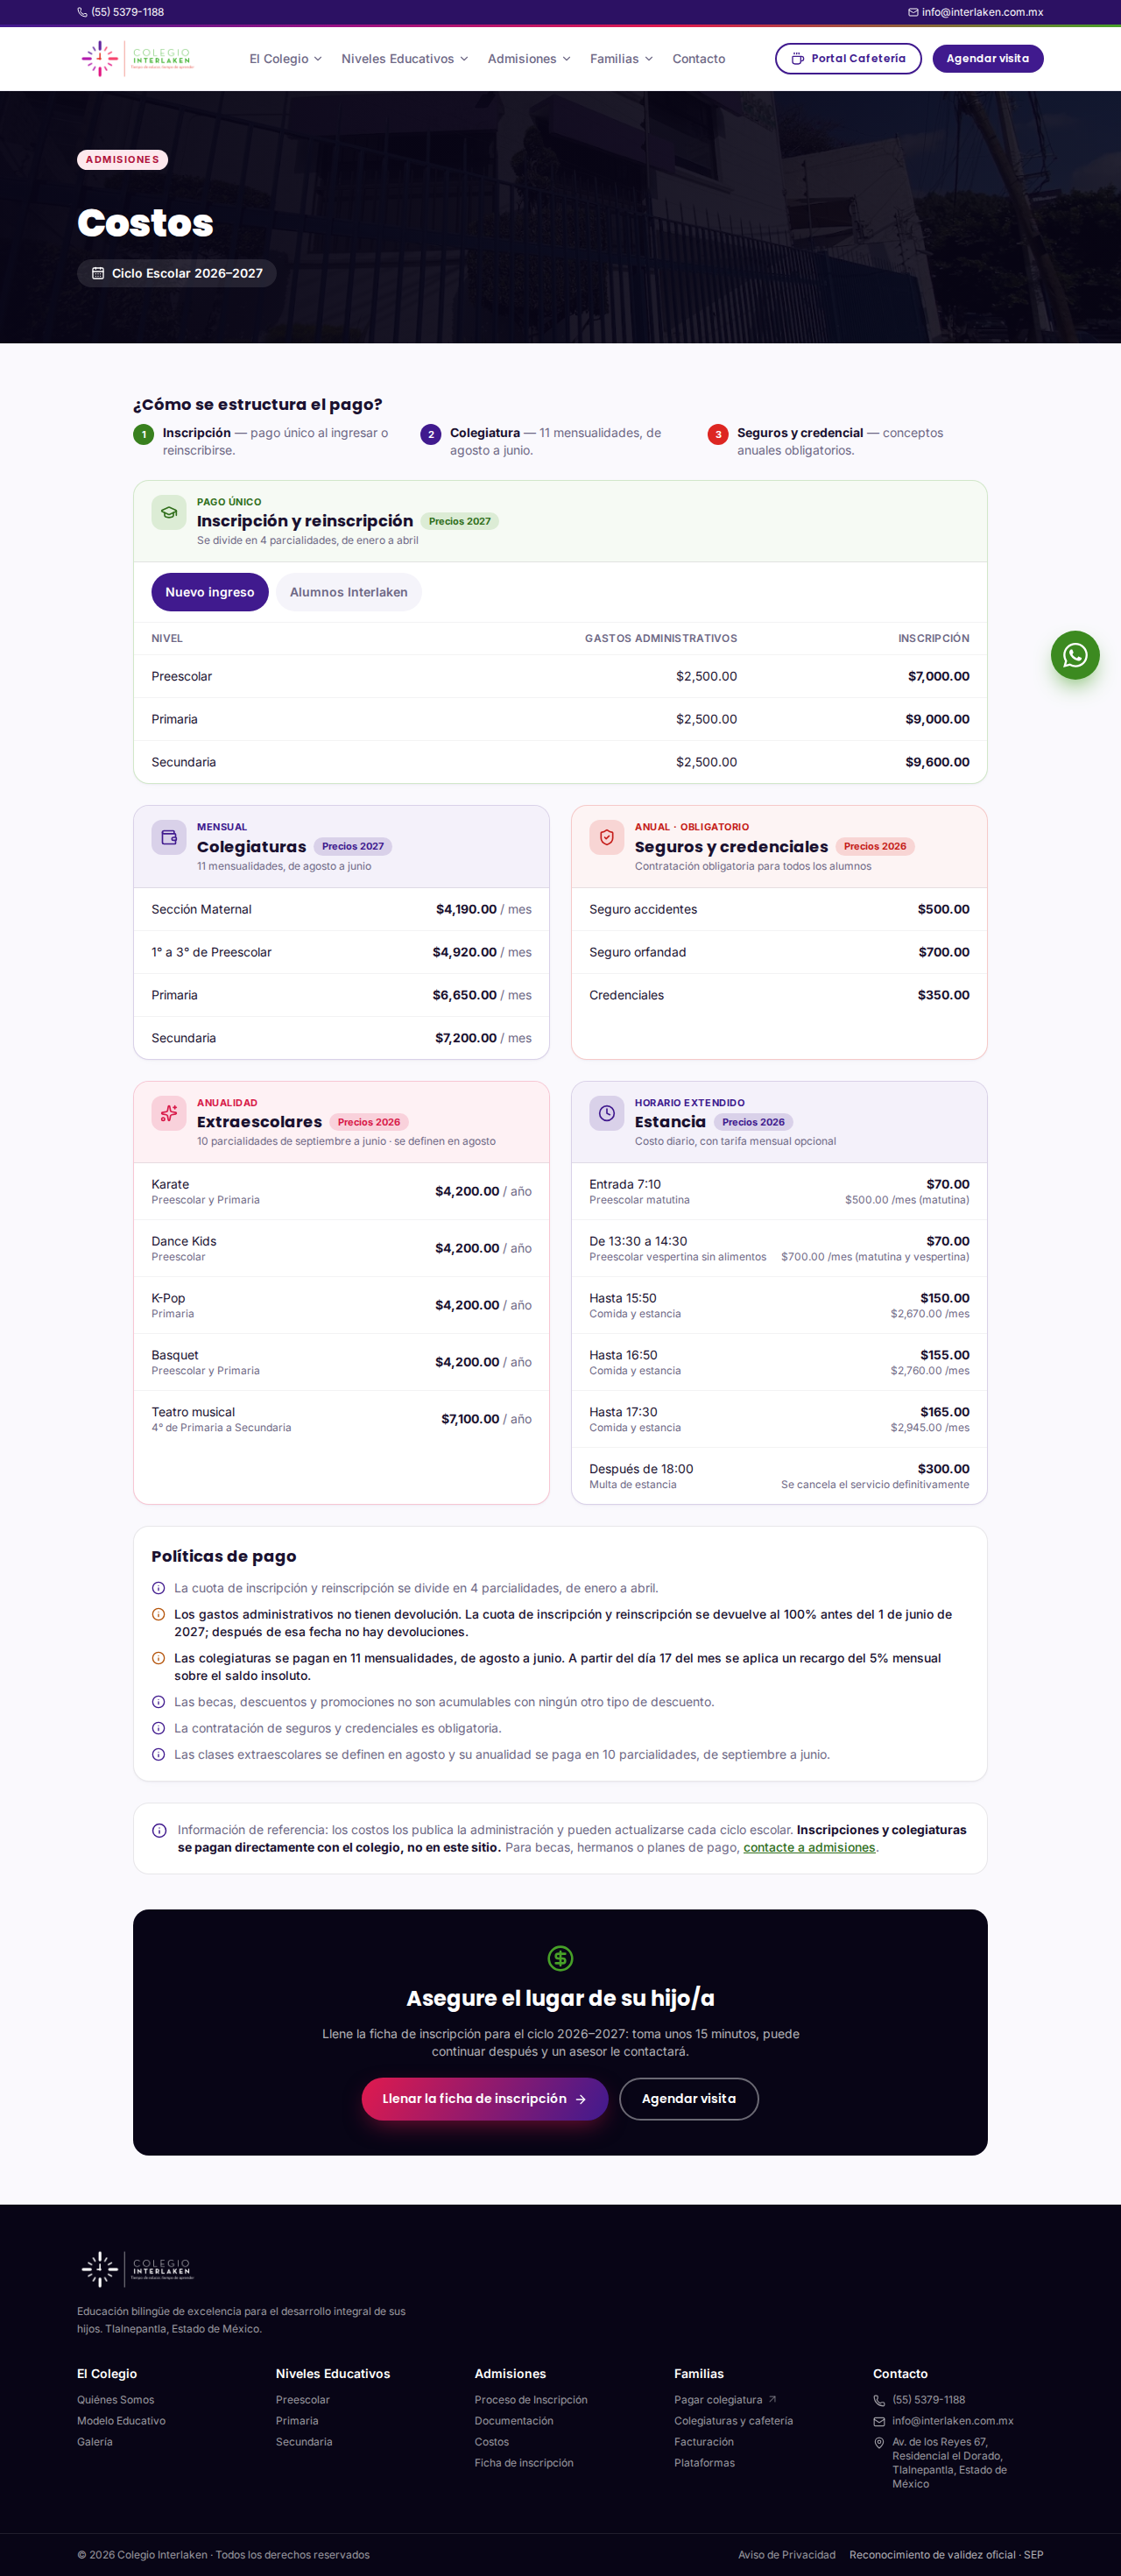 (55) 5379-1188
info@interlaken.com.mx
COLEGIO
INTERLAKEN
El Colegio
Niveles Educativos
Admisiones
Familias
Contacto
Portal Cafetería
Agendar visita
ADMISIONES
Costos
Ciclo Escolar 2026–2027
¿Cómo se estructura el pago?
1 Inscripción — pago único al ingresar o
reinscribirse.
2 Colegiatura — 11 mensualidades, de
agosto a junio.
3 Seguros y credencial — conceptos
anuales obligatorios.
PAGO ÚNICO
Inscripción y reinscripción Precios 2027
Se divide en 4 parcialidades, de enero a abril
Nuevo ingreso
Alumnos Interlaken
NIVEL GASTOS ADMINISTRATIVOS INSCRIPCIÓN
Preescolar $2,500.00 $7,000.00
Primaria $2,500.00 $9,000.00
Secundaria $2,500.00 $9,600.00
MENSUAL
Colegiaturas Precios 2027
11 mensualidades, de agosto a junio
Sección Maternal $4,190.00 / mes
1° a 3° de Preescolar $4,920.00 / mes
Primaria $6,650.00 / mes
Secundaria $7,200.00 / mes
ANUAL · OBLIGATORIO
Seguros y credenciales Precios 2026
Contratación obligatoria para todos los alumnos
Seguro accidentes $500.00
Seguro orfandad $700.00
Credenciales $350.00
ANUALIDAD
Extraescolares Precios 2026
10 parcialidades de septiembre a junio · se definen en agosto
Karate $4,200.00 / año
Preescolar y Primaria
Dance Kids $4,200.00 / año
Preescolar
K-Pop $4,200.00 / año
Primaria
Basquet $4,200.00 / año
Preescolar y Primaria
Teatro musical $7,100.00 / año
4° de Primaria a Secundaria
HORARIO EXTENDIDO
Estancia Precios 2026
Costo diario, con tarifa mensual opcional
Entrada 7:10 $70.00
Preescolar matutina $500.00 /mes (matutina)
De 13:30 a 14:30 $70.00
Preescolar vespertina sin alimentos $700.00 /mes (matutina y vespertina)
Hasta 15:50 $150.00
Comida y estancia $2,670.00 /mes
Hasta 16:50 $155.00
Comida y estancia $2,760.00 /mes
Hasta 17:30 $165.00
Comida y estancia $2,945.00 /mes
Después de 18:00 $300.00
Multa de estancia Se cancela el servicio definitivamente
Políticas de pago
La cuota de inscripción y reinscripción se divide en 4 parcialidades, de enero a abril.
Los gastos administrativos no tienen devolución. La cuota de inscripción y reinscripción se devuelve al 100% antes del 1 de junio de
2027; después de esa fecha no hay devoluciones.
Las colegiaturas se pagan en 11 mensualidades, de agosto a junio. A partir del día 17 del mes se aplica un recargo del 5% mensual
sobre el saldo insoluto.
Las becas, descuentos y promociones no son acumulables con ningún otro tipo de descuento.
La contratación de seguros y credenciales es obligatoria.
Las clases extraescolares se definen en agosto y su anualidad se paga en 10 parcialidades, de septiembre a junio.
Información de referencia: los costos los publica la administración y pueden actualizarse cada ciclo escolar. Inscripciones y colegiaturas
se pagan directamente con el colegio, no en este sitio. Para becas, hermanos o planes de pago, contacte a admisiones.
Asegure el lugar de su hijo/a
Llene la ficha de inscripción para el ciclo 2026–2027: toma unos 15 minutos, puede
continuar después y un asesor le contactará.
Llenar la ficha de inscripción
Agendar visita
COLEGIO
INTERLAKEN
Educación bilingüe de excelencia para el desarrollo integral de sus
hijos. Tlalnepantla, Estado de México.
El Colegio
Quiénes Somos
Modelo Educativo
Galería
Niveles Educativos
Preescolar
Primaria
Secundaria
Admisiones
Proceso de Inscripción
Documentación
Costos
Ficha de inscripción
Familias
Pagar colegiatura
Colegiaturas y cafetería
Facturación
Plataformas
Contacto
(55) 5379-1188
info@interlaken.com.mx
Av. de los Reyes 67,
Residencial el Dorado,
Tlalnepantla, Estado de
México
© 2026 Colegio Interlaken · Todos los derechos reservados
Aviso de Privacidad
Reconocimiento de validez oficial · SEP